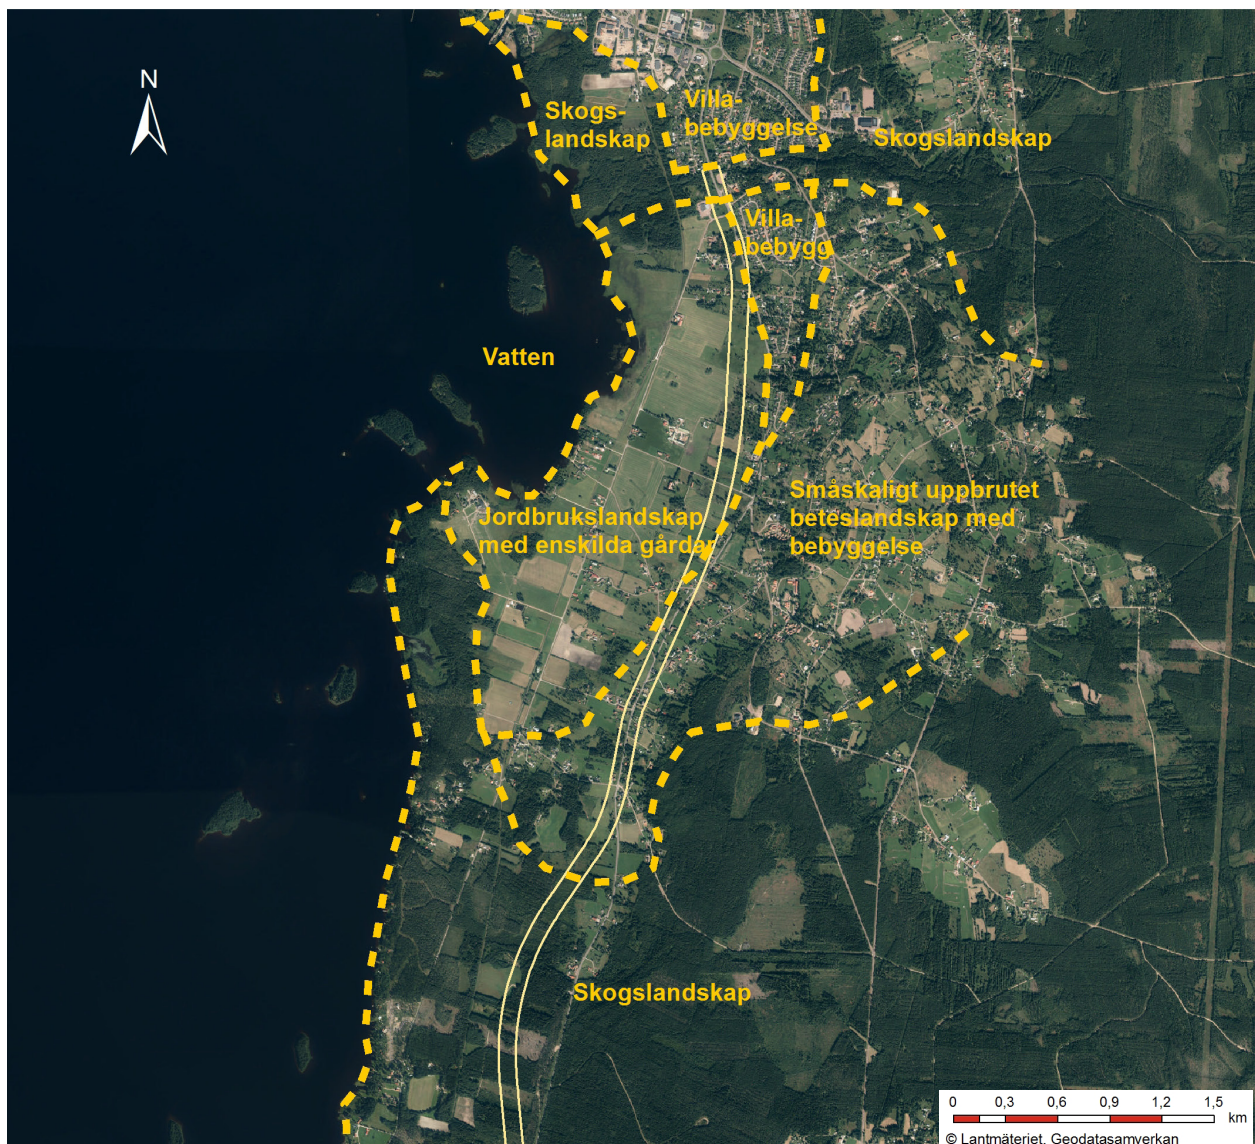 N
Skogs-
landskap
Villa-
bebyggelse
Skogslandskap
Villa-
bebygg
Vatten
Jordbrukslandskap
med enskilda gårdar
Småskaligt uppbrutet
beteslandskap med
bebyggelse
Skogslandskap
0 0,3 0,6 0,9 1,2 1,5
km
© Lantmäteriet, Geodatasamverkan